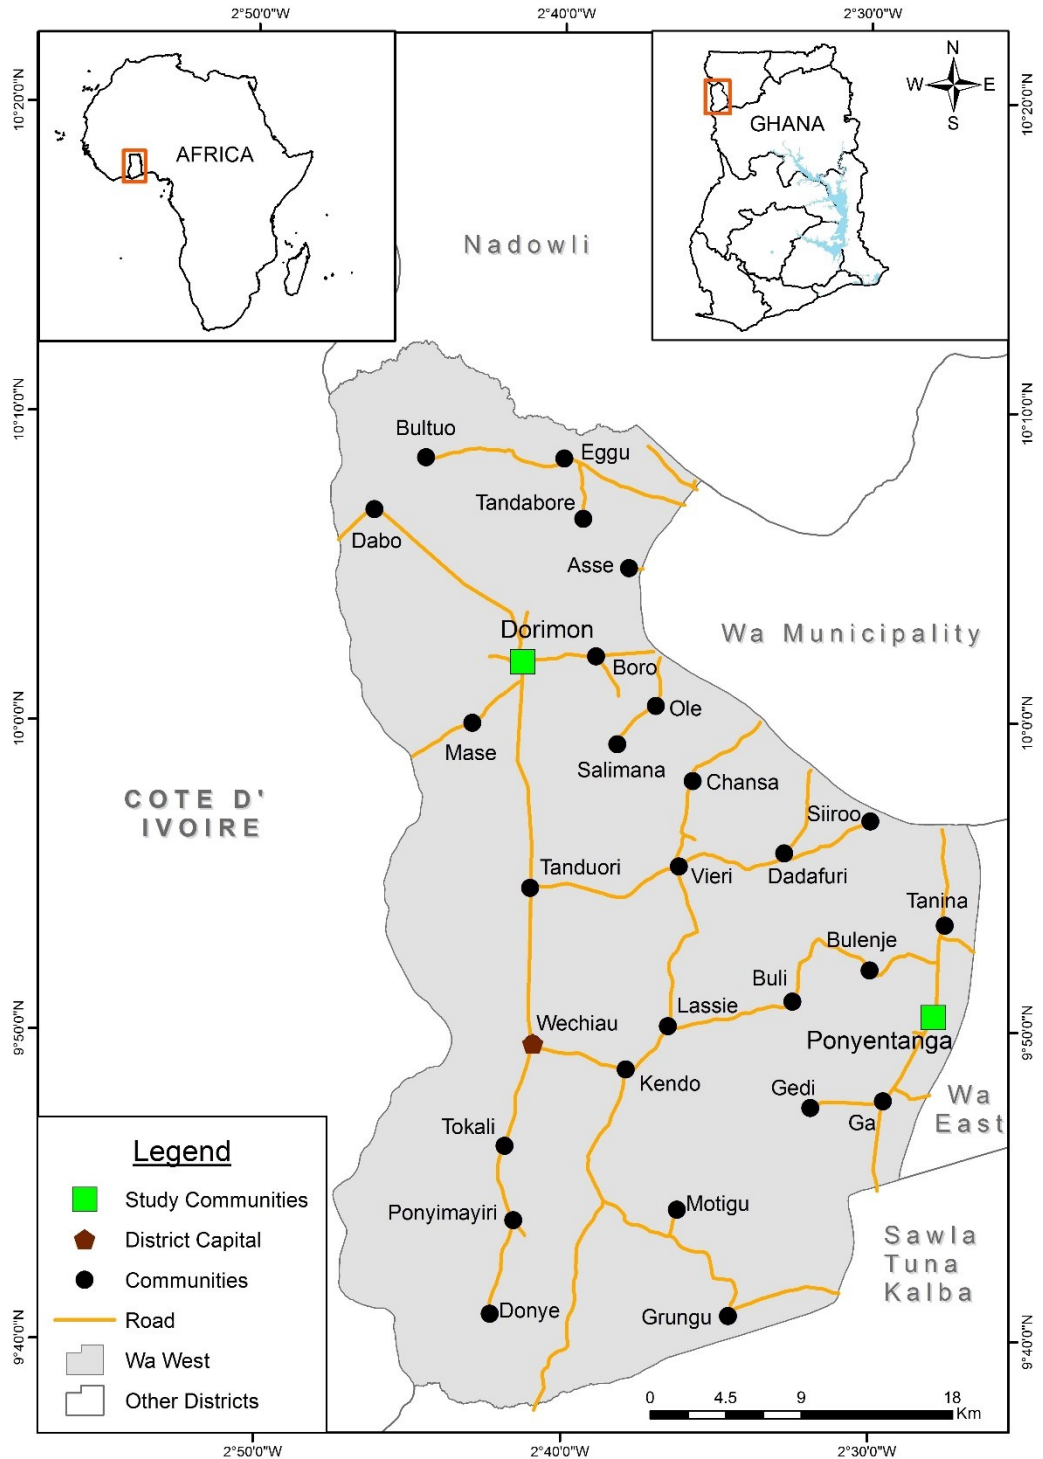 2°50'0"W
2°40'0"W
2°30'0"W
10°20'0"N
10°20'0"N
AFRICA
GHANA
N
W
E
S
Nadowli
10°10'0"N
10°10'0"N
Bultuo
Eggu
Tandabore
Dabo
Asse
Dorimon
Wa Municipality
Boro
Ole
10°0'0"N
10°0'0"N
Mase
Salimana
Chansa
COTE D'
IVOIRE
Siiroo
Tanduori
Vieri
Dadafuri
Tanina
Bulenje
Buli
Lassie
9°50'0"N
9°50'0"N
Wechiau
Ponyentanga
Kendo
Gedi
Ga
Wa
East
Tokali
Motigu
Ponyimayiri
Sawla
Tuna
Kalba
Donye
Grungu
9°40'0"N
9°40'0"N
Legend
Study Communities
District Capital
Communities
Road
Wa West
Other Districts
0 4.5 9 18
Km
2°50'0"W
2°40'0"W
2°30'0"W